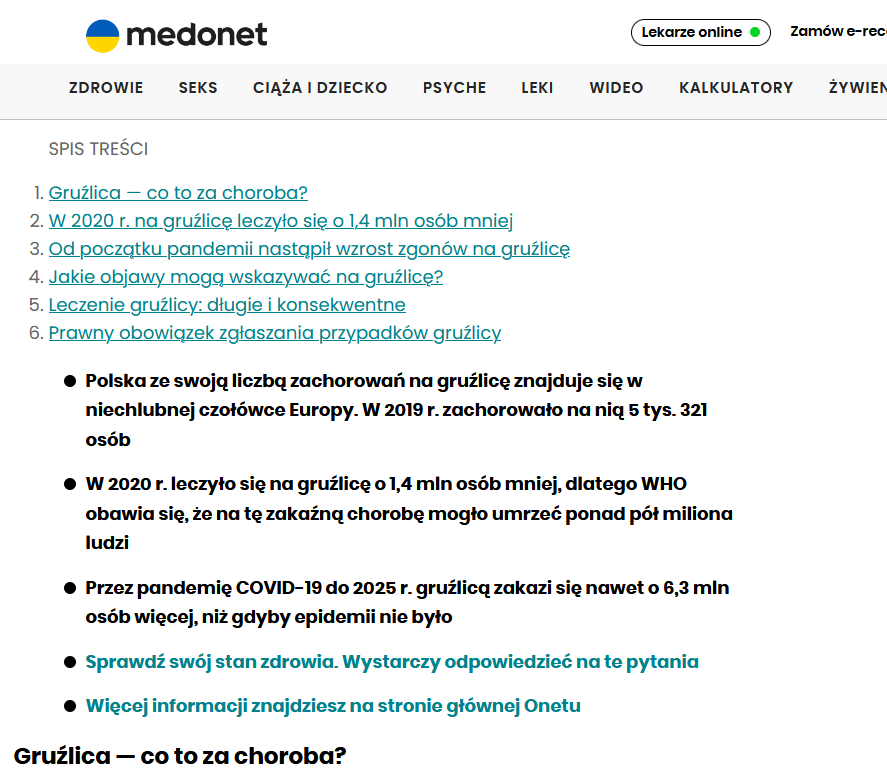 medonet
Lekarze online
Zamów e-rec
ZDROWIE SEKS CIĄŻA I DZIECKO PSYCHE LEKI WIDEO KALKULATORY ŻYWIEN
SPIS TREŚCI
1. Gruźlica — co to za choroba?
2. W 2020 r. na gruźlicę leczyło się o 1,4 mln osób mniej
3. Od początku pandemii nastąpił wzrost zgonów na gruźlicę
4. Jakie objawy mogą wskazywać na gruźlicę?
5. Leczenie gruźlicy: długie i konsekwentne
6. Prawny obowiązek zgłaszania przypadków gruźlicy
● Polska ze swoją liczbą zachorowań na gruźlicę znajduje się w
niechlubnej czołówce Europy. W 2019 r. zachorowało na nią 5 tys. 321
osób
● W 2020 r. leczyło się na gruźlicę o 1,4 mln osób mniej, dlatego WHO
obawia się, że na tę zakaźną chorobę mogło umrzeć ponad pół miliona
ludzi
● Przez pandemię COVID-19 do 2025 r. gruźlicą zakazi się nawet o 6,3 mln
osób więcej, niż gdyby epidemii nie było
● Sprawdź swój stan zdrowia. Wystarczy odpowiedzieć na te pytania
● Więcej informacji znajdziesz na stronie głównej Onetu
Gruźlica — co to za choroba?